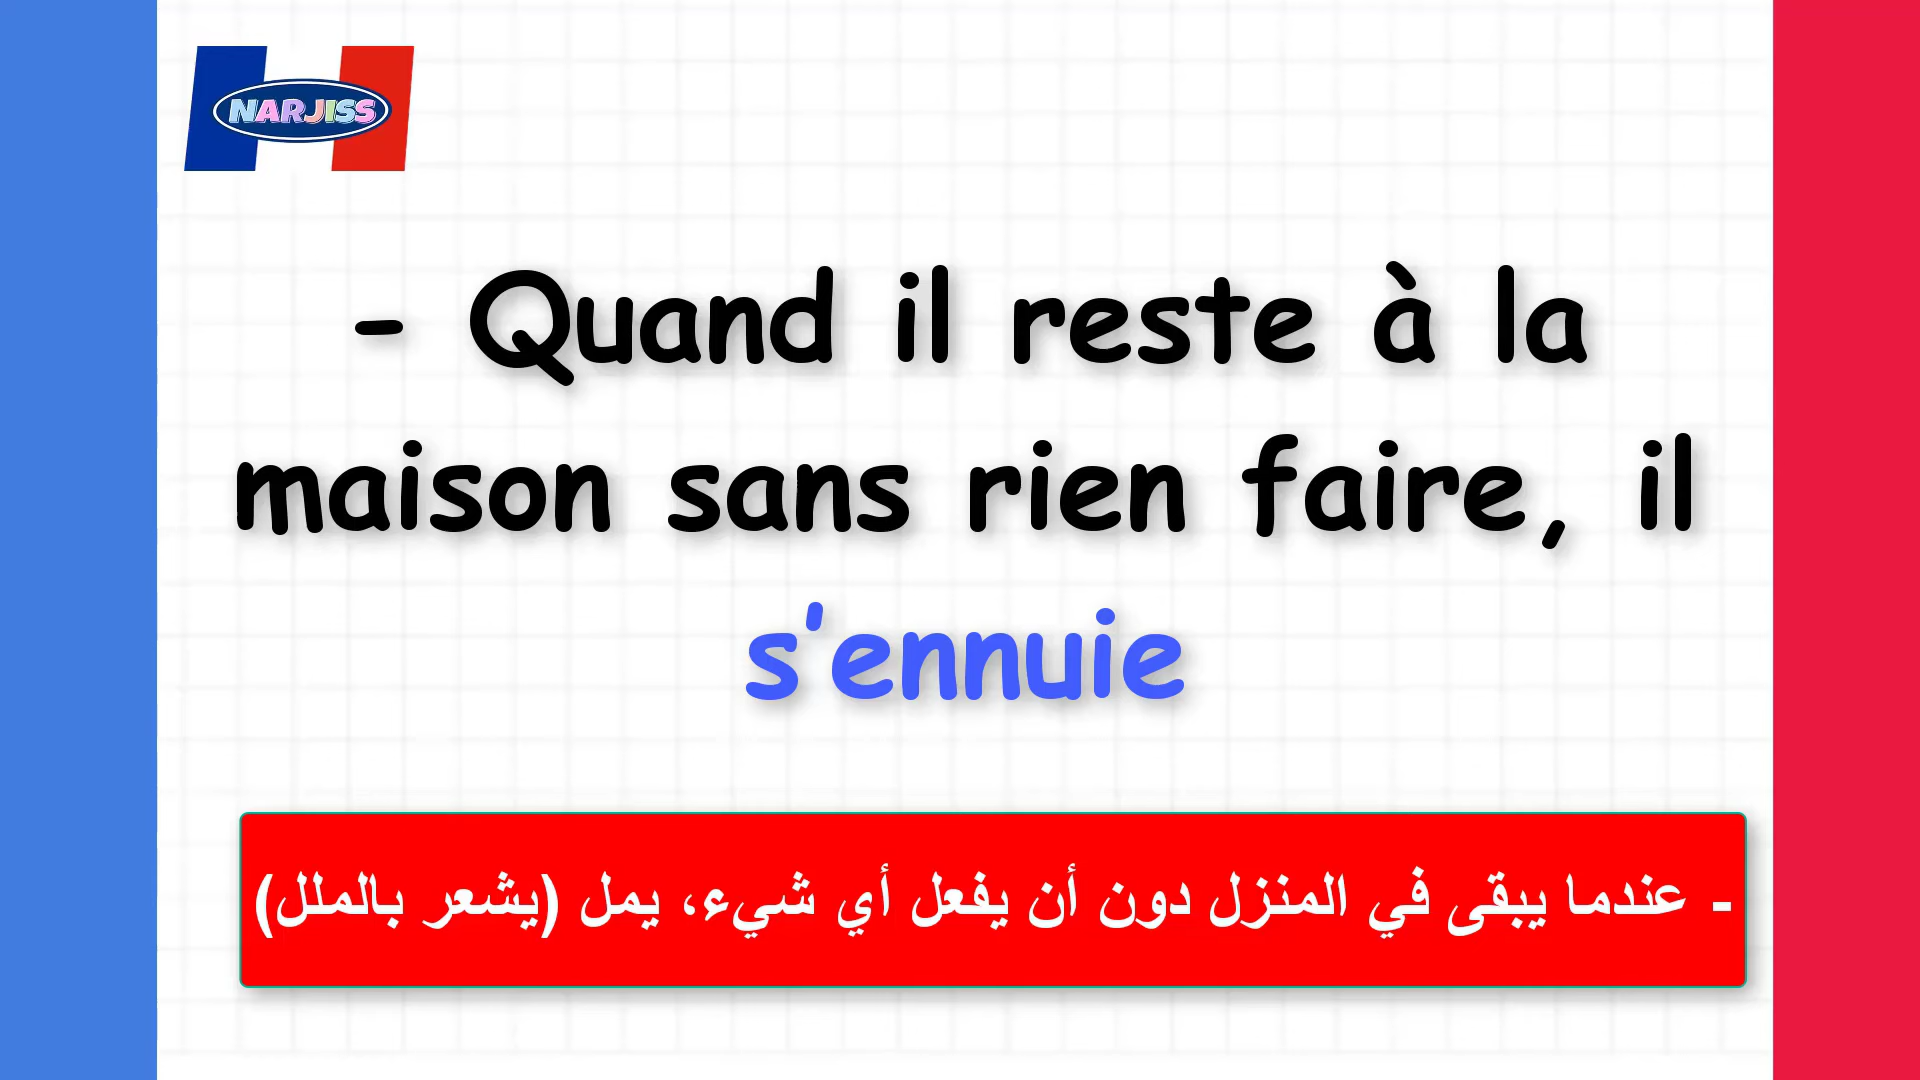 NARJISS
- Quand il reste à la
maison sans rien faire, il
s'ennuie
- عندما يبقى في المنزل دون أن يفعل أي شيء، يمل (يشعر بالملل)